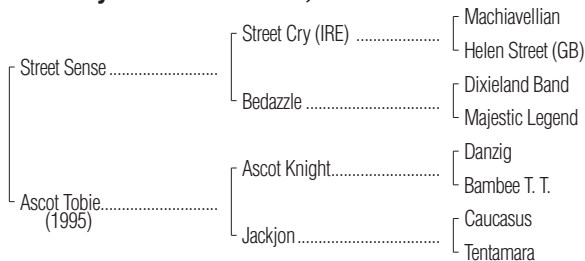 Machiavellian
Street Cry (IRE) ....................
Helen Street (GB)
Street Sense ..........................
Dixieland Band
Bedazzle ..................................
Majestic Legend
Danzig
Ascot Knight..........................
Bambee T. T.
Ascot Tobie............................
(1995)
Caucasus
Jackjon ...................................
Tentamara